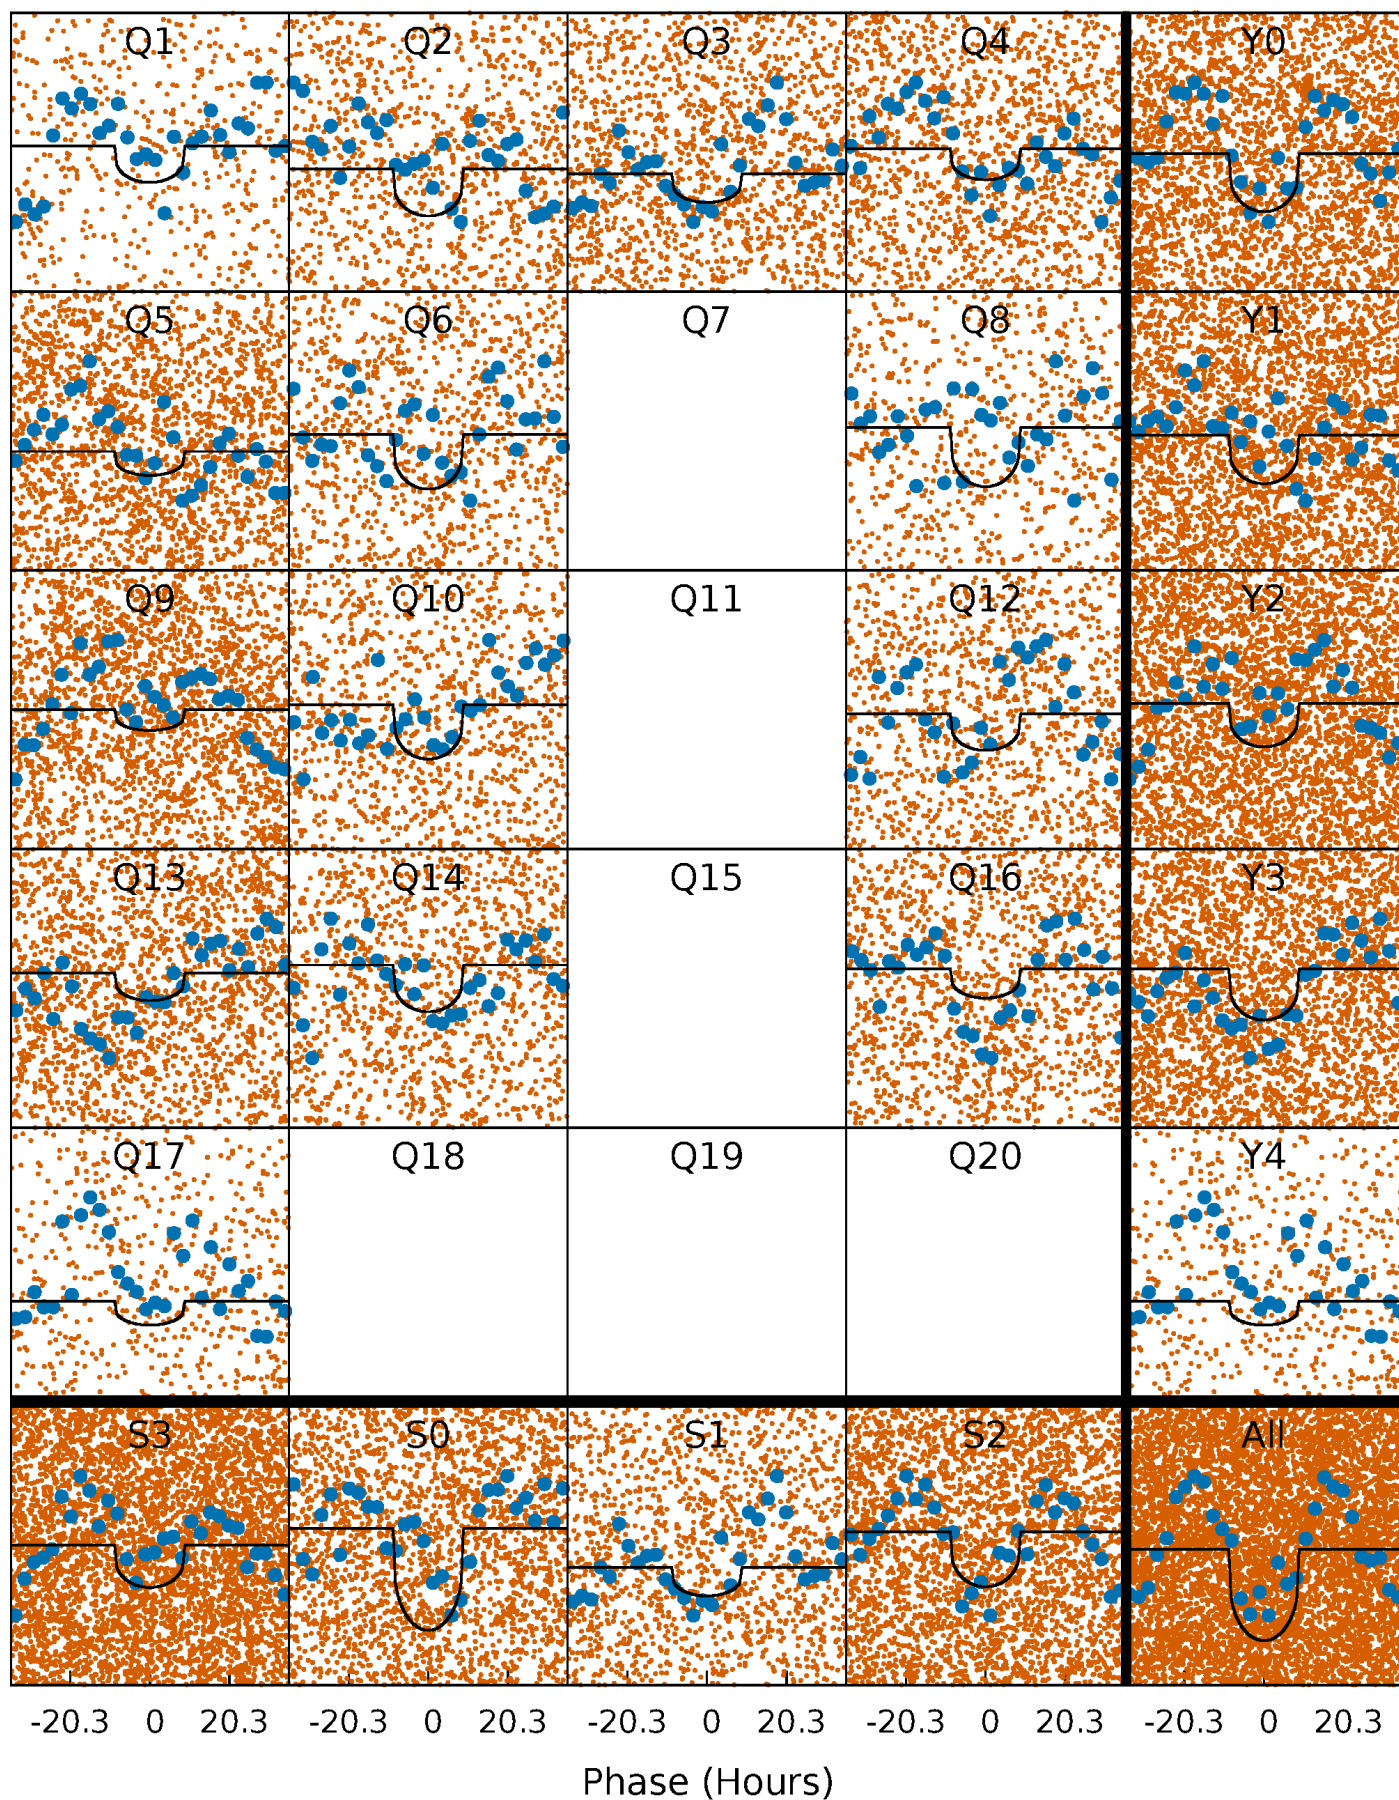 Q1 Q2 Q3 Q4 Y0
Q5 Q6 Q7 Q8 Y1
Q9 Q10 Q11 Q12 Y2
Q13 Q14 Q15 Q16 Y3
Q17 Q18 Q19 Q20 Y4
S3 S0 S1 S2 All
-20.3 0 20.3 -20.3 0 20.3 -20.3 0 20.3 -20.3 0 20.3 -20.3 0 20.3
Phase (Hours)